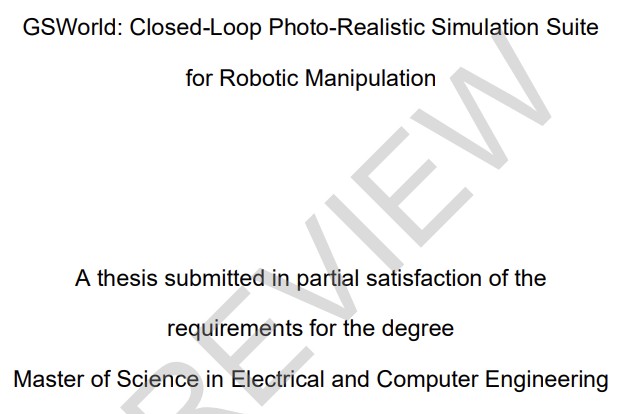 GSWorld: Closed-Loop Photo-Realistic Simulation Suite
for Robotic Manipulation
REVIEW
A thesis submitted in partial satisfaction of the
requirements for the degree
Master of Science in Electrical and Computer Engineering